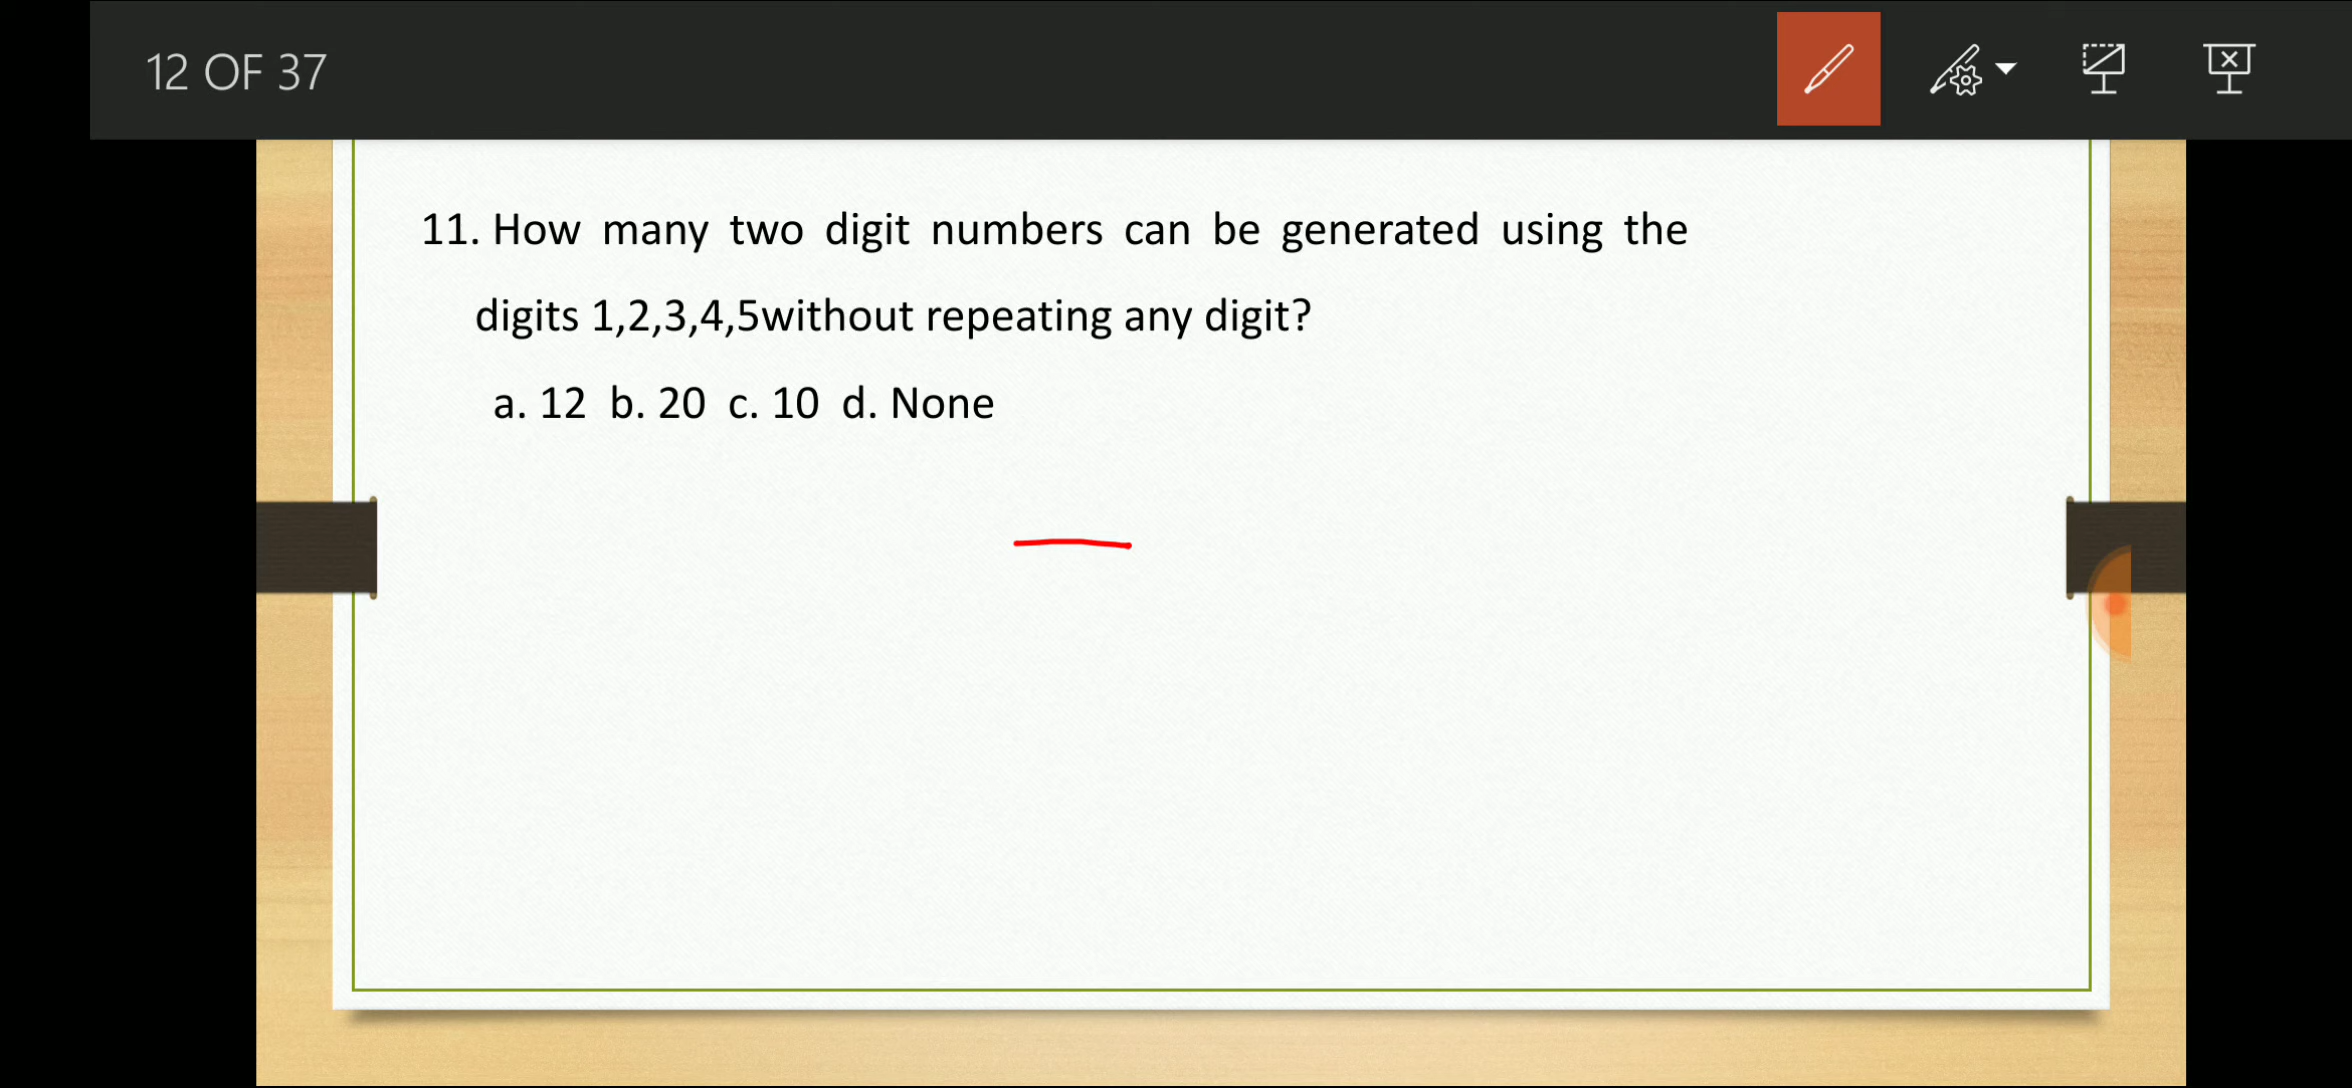 12 OF 37
11. How many two digit numbers can be generated using the
digits 1,2,3,4,5without repeating any digit?
a. 12 b. 20 c. 10 d. None